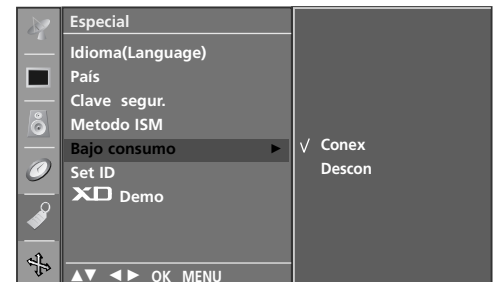 Especial
Idioma(Language)
País
Clave segur.
Metodo ISM
Bajo consumo ►
Set ID
XD Demo
√ Conex
Descon
▲▼ ◄► OK MENU